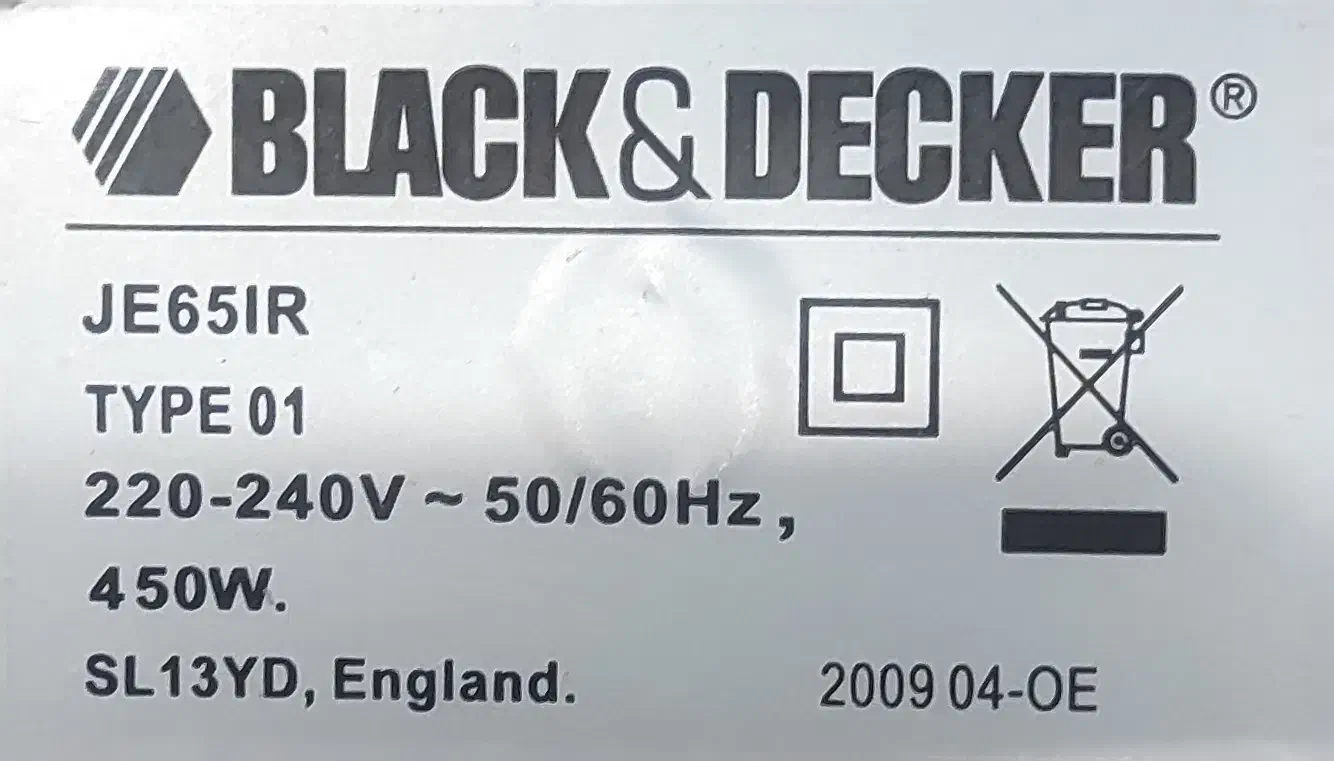 BLACK&DECKER®
JE65IR
TYPE 01
220-240V ~ 50/60Hz,
450W.
SL13YD, England.
2009 04-OE